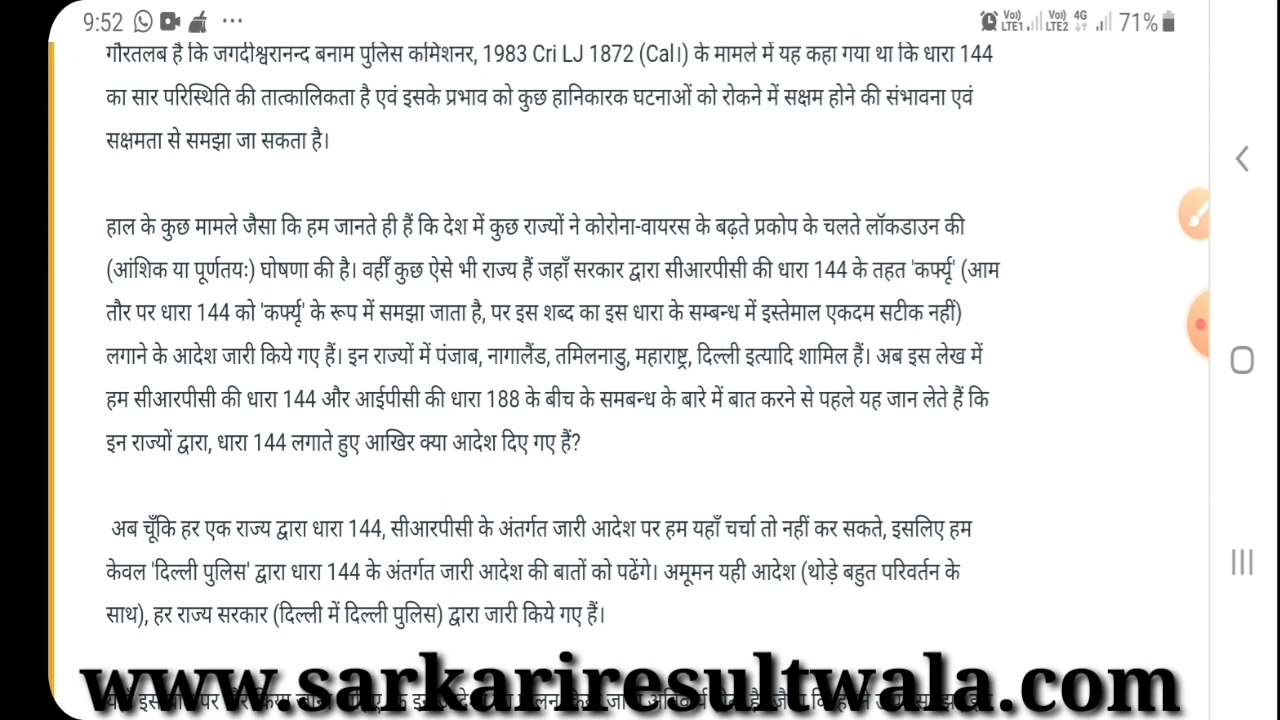 9:52 ... Vo) LTE1 Vo) LTE2 4G 71%
गौरतलब है कि जगदीश्वरानन्द बनाम पुलिस कमिशनर, 1983 Cri LJ 1872 (Cal।) के मामले में यह कहा गया था कि धारा 144
का सार परिस्थिति की तात्कालिकता है एवं इसके प्रभाव को कुछ हानिकारक घटनाओं को रोकने में सक्षम होने की संभावना एवं
सक्षमता से समझा जा सकता है।
हाल के कुछ मामले जैसा कि हम जानते ही हैं कि देश में कुछ राज्यों ने कोरोना-वायरस के बढ़ते प्रकोप के चलते लॉकडाउन की
(आंशिक या पूर्णतयः) घोषणा की है। वहीँ कुछ ऐसे भी राज्य हैं जहाँ सरकार द्वारा सीआरपीसी की धारा 144 के तहत 'कर्फ्यू' (आम
तौर पर धारा 144 को 'कर्फ्यू' के रूप में समझा जाता है, पर इस शब्द का इस धारा के सम्बन्ध में इस्तेमाल एकदम सटीक नहीं)
लगाने के आदेश जारी किये गए हैं। इन राज्यों में पंजाब, नागालैंड, तमिलनाडु, महाराष्ट्र, दिल्ली इत्यादि शामिल हैं। अब इस लेख में
हम सीआरपीसी की धारा 144 और आईपीसी की धारा 188 के बीच के समबन्ध के बारे में बात करने से पहले यह जान लेते हैं कि
इन राज्यों द्वारा, धारा 144 लगाते हुए आखिर क्या आदेश दिए गए हैं?
अब चूँकि हर एक राज्य द्वारा धारा 144, सीआरपीसी के अंतर्गत जारी आदेश पर हम यहाँ चर्चा तो नहीं कर सकते, इसलिए हम
केवल 'दिल्ली पुलिस' द्वारा धारा 144 के अंतर्गत जारी आदेश की बातों को पढेंगे। अमूमन यही आदेश (थोड़े बहुत परिवर्तन के
साथ), हर राज्य सरकार (दिल्ली में दिल्ली पुलिस) द्वारा जारी किये गए हैं।
www.sarkariresultwala.com